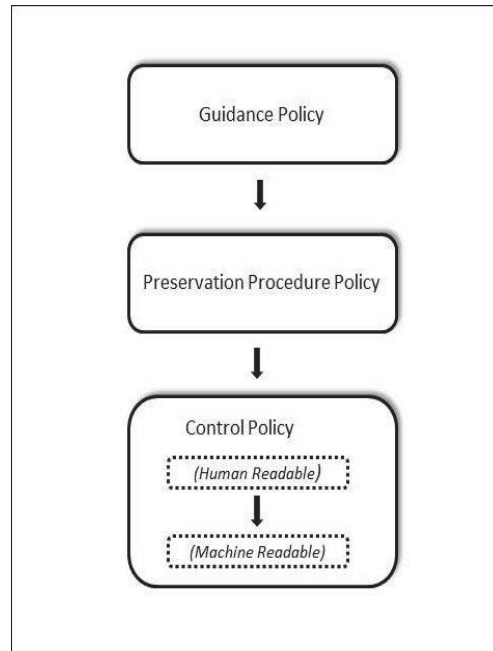 Guidance Policy
Preservation Procedure Policy
Control Policy
(Human Readable)
(Machine Readable)